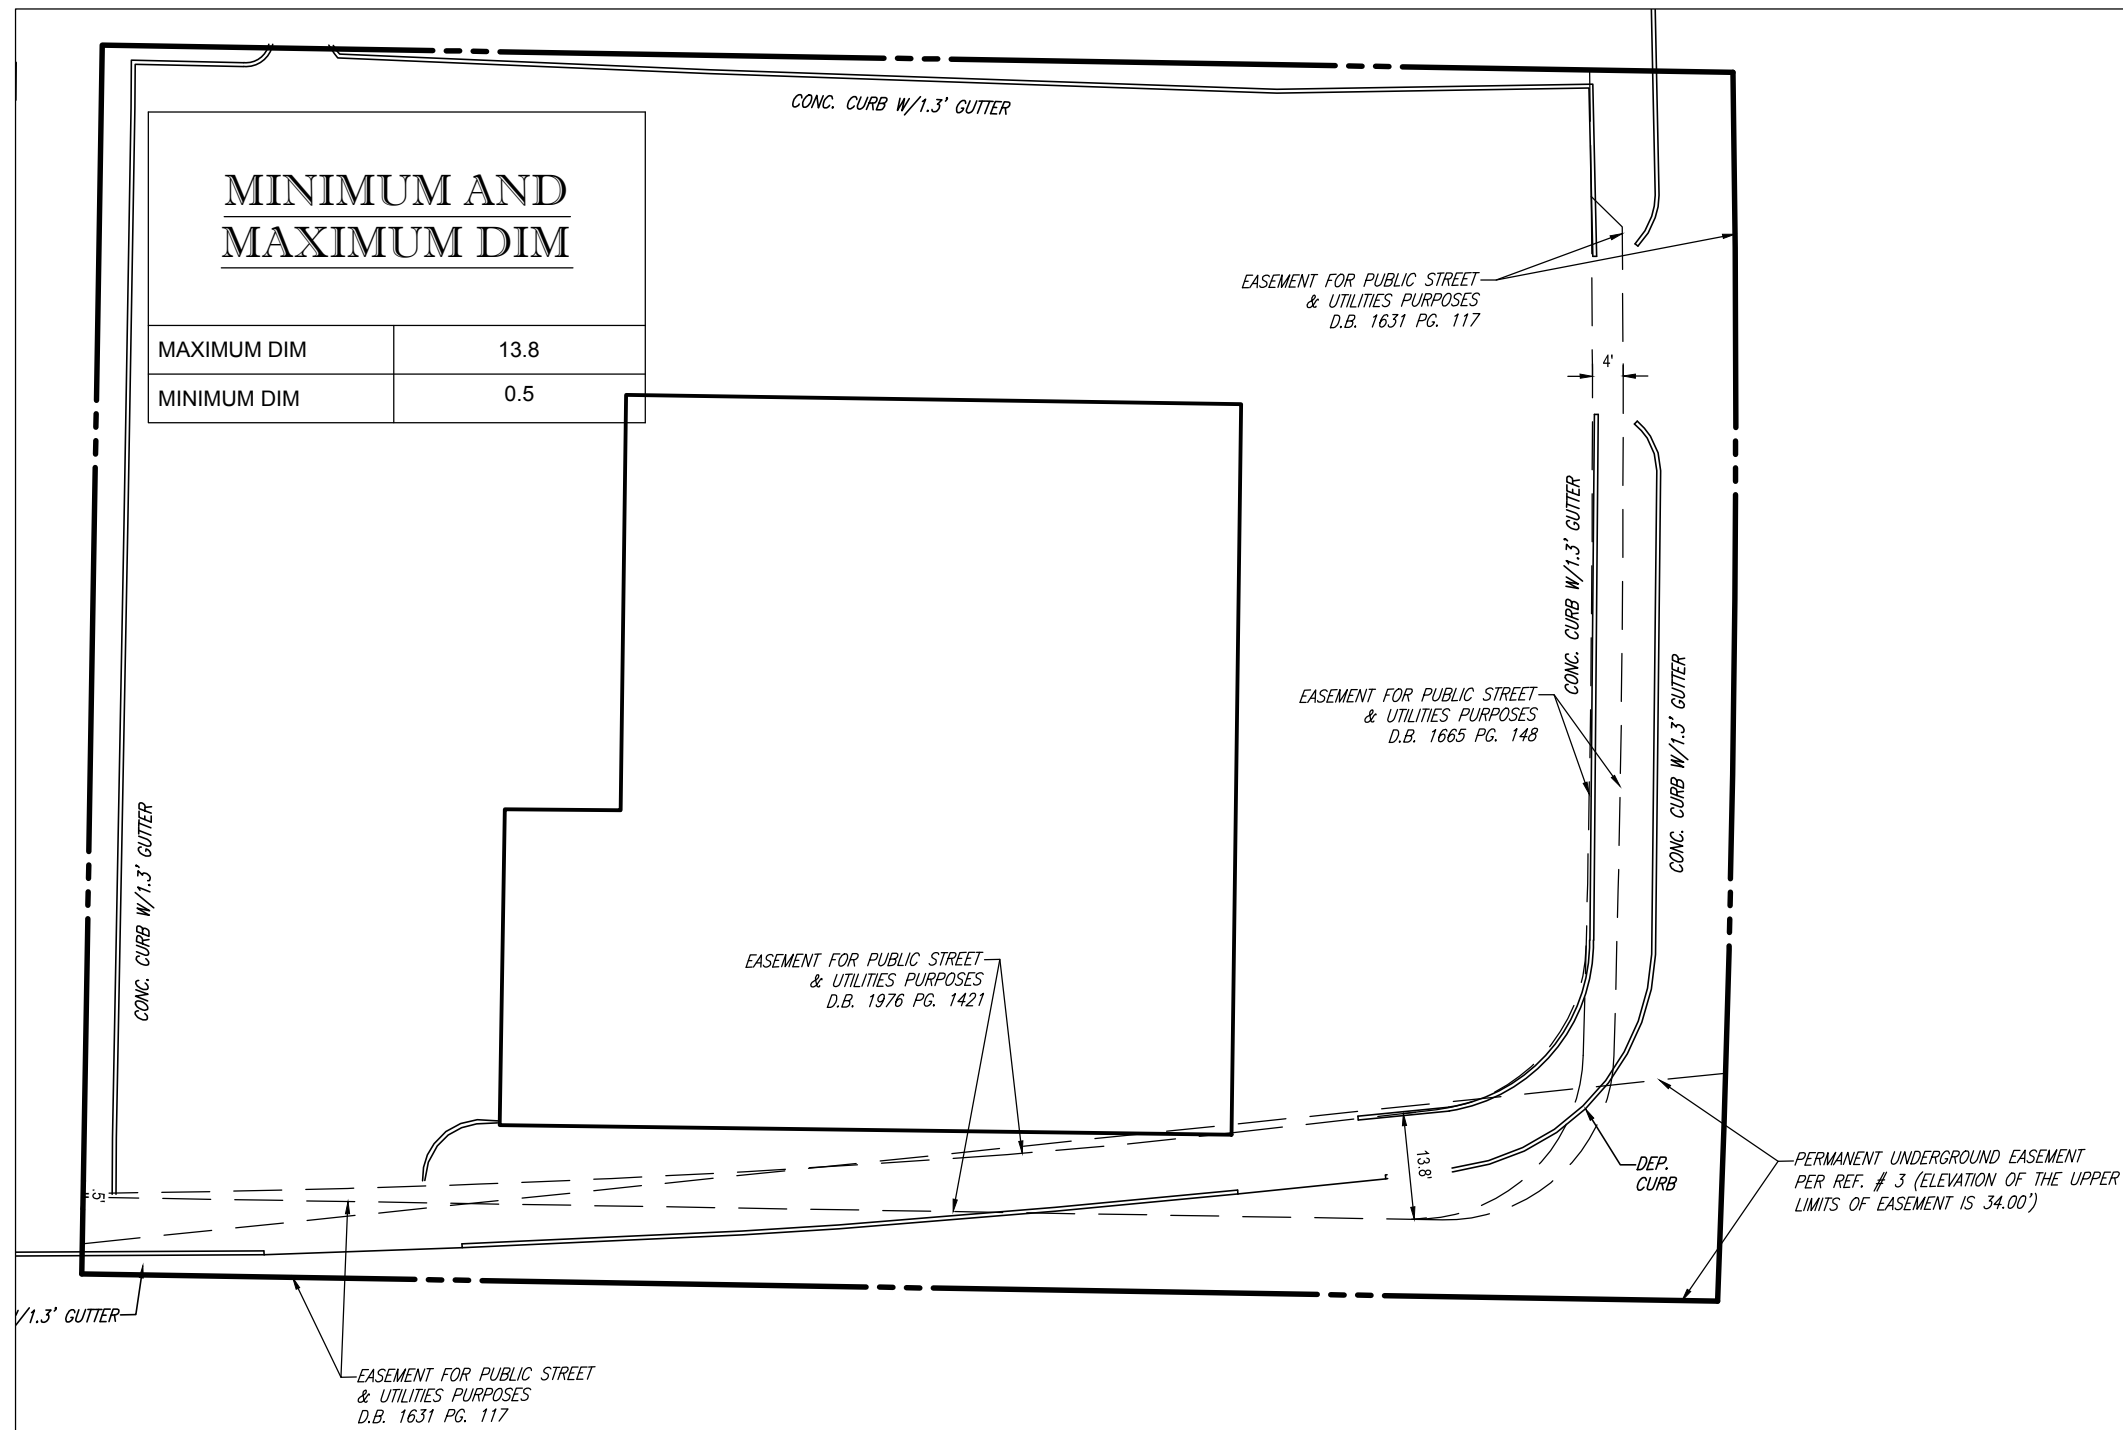 CONC. CURB W/1.3' GUTTER
MINIMUM AND
MAXIMUM DIM
MAXIMUM DIM 13.8
MINIMUM DIM 0.5
EASEMENT FOR PUBLIC STREET
& UTILITIES PURPOSES
D.B. 1631 PG. 117
4'
CONC. CURB W/1.3' GUTTER
CONC. CURB W/1.3' GUTTER
EASEMENT FOR PUBLIC STREET
& UTILITIES PURPOSES
D.B. 1665 PG. 148
CONC. CURB W/1.3' GUTTER
EASEMENT FOR PUBLIC STREET
& UTILITIES PURPOSES
D.B. 1976 PG. 1421
13.8'
DEP.
CURB
PERMANENT UNDERGROUND EASEMENT
PER REF. # 3 (ELEVATION OF THE UPPER
LIMITS OF EASEMENT IS 34.00')
.5'
/1.3' GUTTER
EASEMENT FOR PUBLIC STREET
& UTILITIES PURPOSES
D.B. 1631 PG. 117